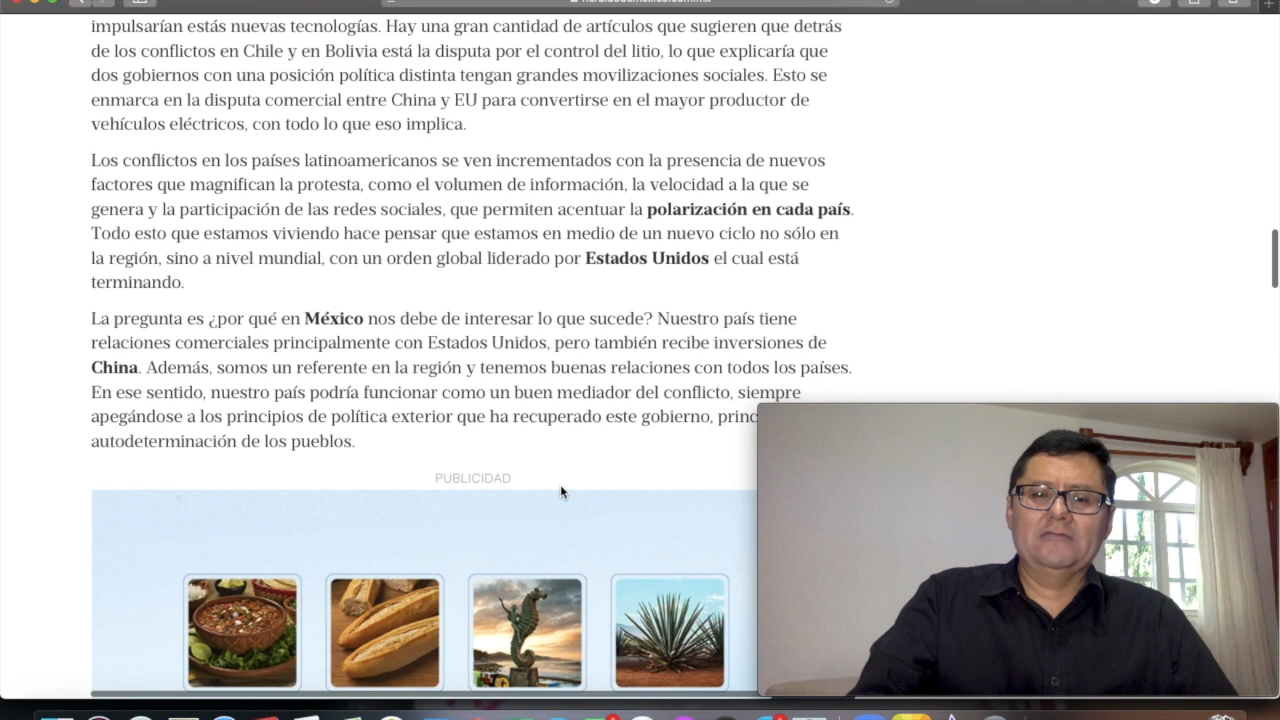 impulsarían estás nuevas tecnologías. Hay una gran cantidad de artículos que sugieren que detrás
de los conflictos en Chile y en Bolivia está la disputa por el control del litio, lo que explicaría que
dos gobiernos con una posición política distinta tengan grandes movilizaciones sociales. Esto se
enmarca en la disputa comercial entre China y EU para convertirse en el mayor productor de
vehículos eléctricos, con todo lo que eso implica.
Los conflictos en los países latinoamericanos se ven incrementados con la presencia de nuevos
factores que magnifican la protesta, como el volumen de información, la velocidad a la que se
genera y la participación de las redes sociales, que permiten acentuar la polarización en cada país.
Todo esto que estamos viviendo hace pensar que estamos en medio de un nuevo ciclo no sólo en
la región, sino a nivel mundial, con un orden global liderado por Estados Unidos el cual está
terminando.
La pregunta es ¿por qué en México nos debe de interesar lo que sucede? Nuestro país tiene
relaciones comerciales principalmente con Estados Unidos, pero también recibe inversiones de
China. Además, somos un referente en la región y tenemos buenas relaciones con todos los países.
En ese sentido, nuestro país podría funcionar como un buen mediador del conflicto, siempre
apegándose a los principios de política exterior que ha recuperado este gobierno, princ
autodeterminación de los pueblos.
PUBLICIDAD